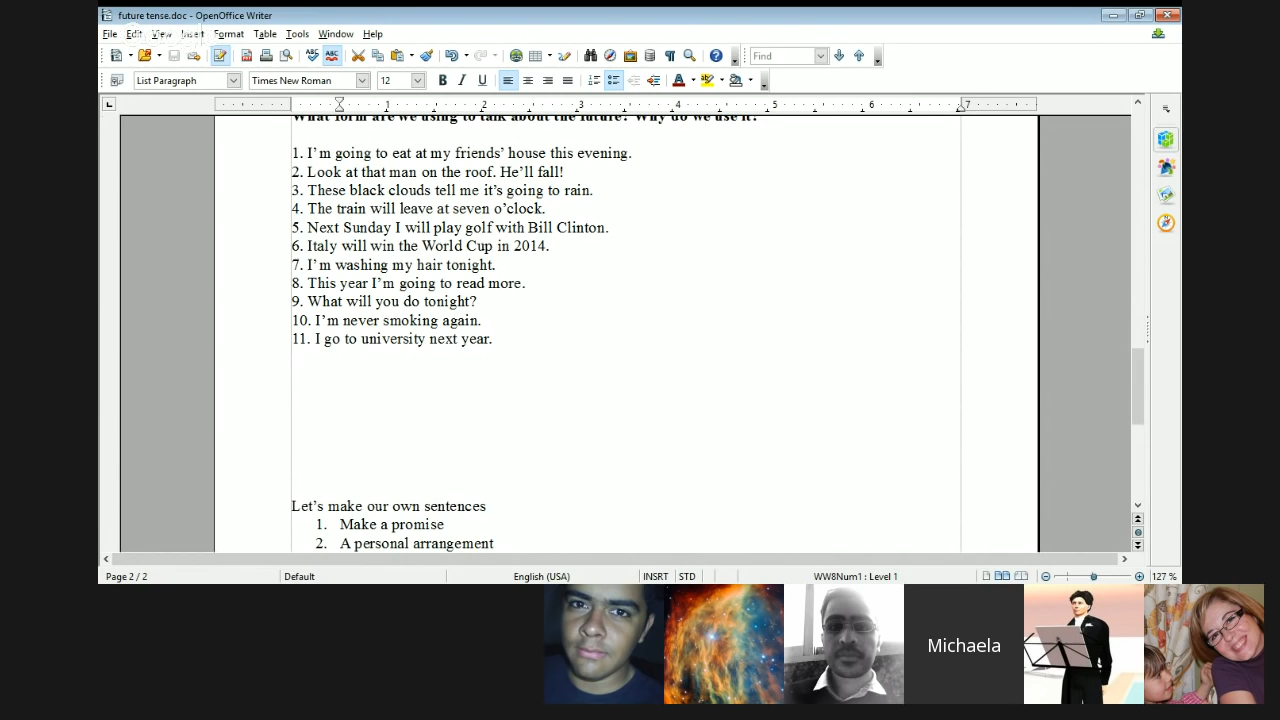 future tense.doc - OpenOffice Writer
File Edit View Insert Format Table Tools Window Help
Find
List Paragraph Times New Roman 12 B I U
1 2 3 4 5 6 7
What form are we using to talk about the future? Why do we use it?
1. I’m going to eat at my friends’ house this evening.
2. Look at that man on the roof. He’ll fall!
3. These black clouds tell me it’s going to rain.
4. The train will leave at seven o’clock.
5. Next Sunday I will play golf with Bill Clinton.
6. Italy will win the World Cup in 2014.
7. I’m washing my hair tonight.
8. This year I’m going to read more.
9. What will you do tonight?
10. I’m never smoking again.
11. I go to university next year.
Let’s make our own sentences
1. Make a promise
2. A personal arrangement
Page 2 / 2 Default English (USA) INSRT STD WW8Num1 : Level 1 127 %
Michaela